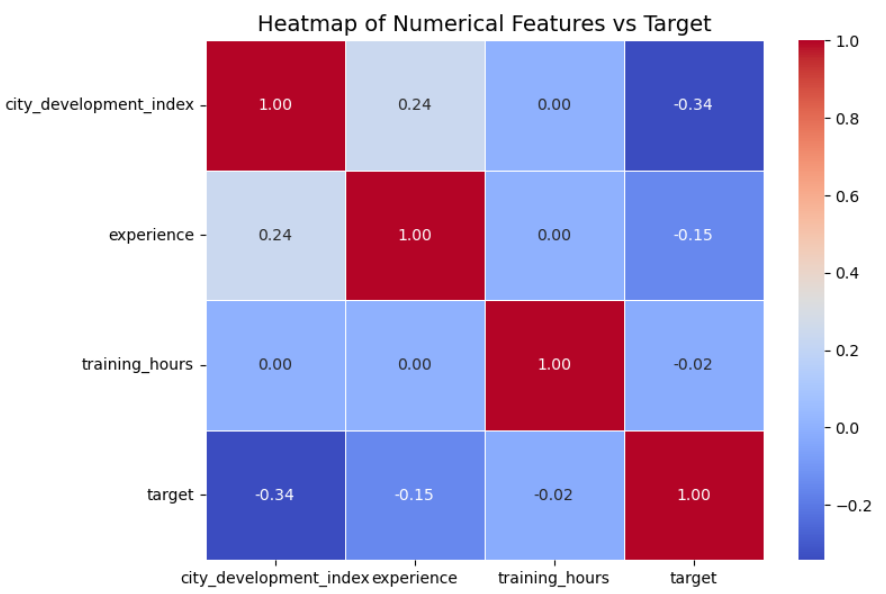 Heatmap of Numerical Features vs Target
city_development_index
1.00
0.24
0.00
-0.34
experience
0.24
1.00
0.00
-0.15
training_hours
0.00
0.00
1.00
-0.02
target
-0.34
-0.15
-0.02
1.00
city_development_index
experience
training_hours
target
1.0
0.8
0.6
0.4
0.2
0.0
−0.2